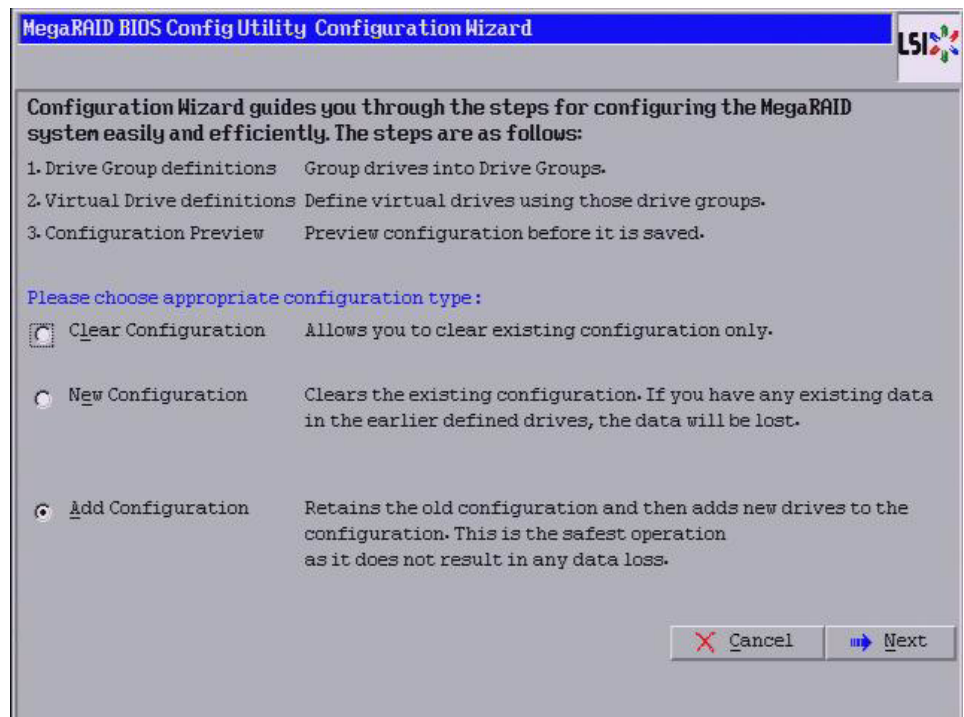 MegaRAID BIOS Config Utility Configuration Wizard
LSI
Configuration Wizard guides you through the steps for configuring the MegaRAID
system easily and efficiently. The steps are as follows:
1. Drive Group definitions Group drives into Drive Groups.
2. Virtual Drive definitions Define virtual drives using those drive groups.
3. Configuration Preview Preview configuration before it is saved.
Please choose appropriate configuration type:
Clear Configuration Allows you to clear existing configuration only.
New Configuration Clears the existing configuration. If you have any existing data
in the earlier defined drives, the data will be lost.
Add Configuration Retains the old configuration and then adds new drives to the
configuration. This is the safest operation
as it does not result in any data loss.
Cancel Next